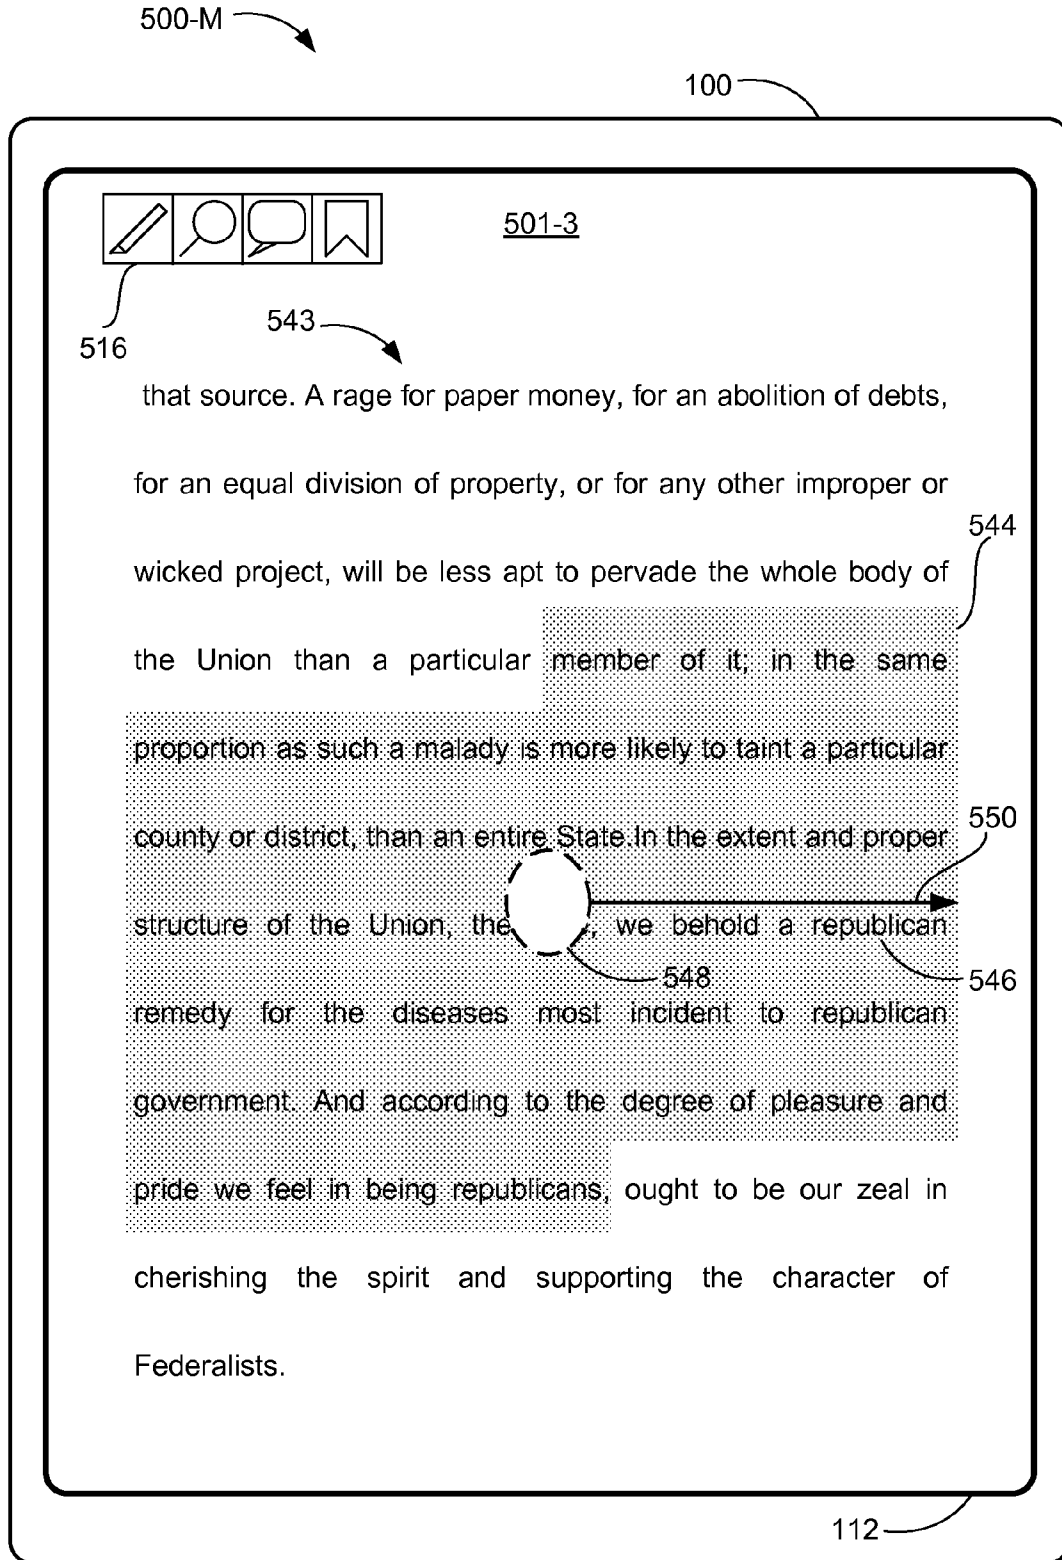 500-M
100
501-3
516
543
that source. A rage for paper money, for an abolition of debts,
for an equal division of property, or for any other improper or
544
wicked project, will be less apt to pervade the whole body of
the Union than a particular member of it; in the same
proportion as such a malady is more likely to taint a particular
550
county or district, than an entire State.In the extent and proper
structure of the Union, the , we behold a republican
548
546
remedy for the diseases most incident to republican
government. And according to the degree of pleasure and
pride we feel in being republicans, ought to be our zeal in
cherishing the spirit and supporting the character of
Federalists.
112